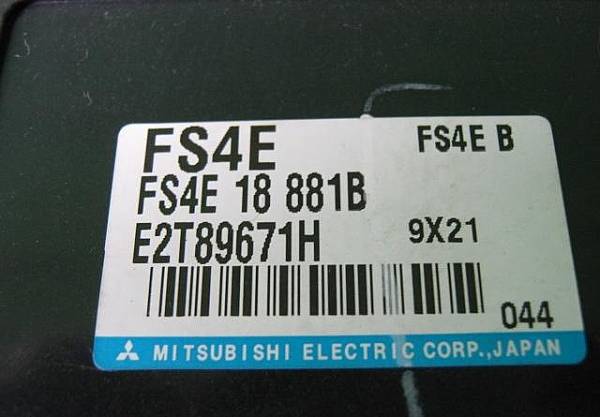 FS4E
FS4E B
FS4E 18 881B
E2T89671H
9X21
044
MITSUBISHI ELECTRIC CORP.,JAPAN